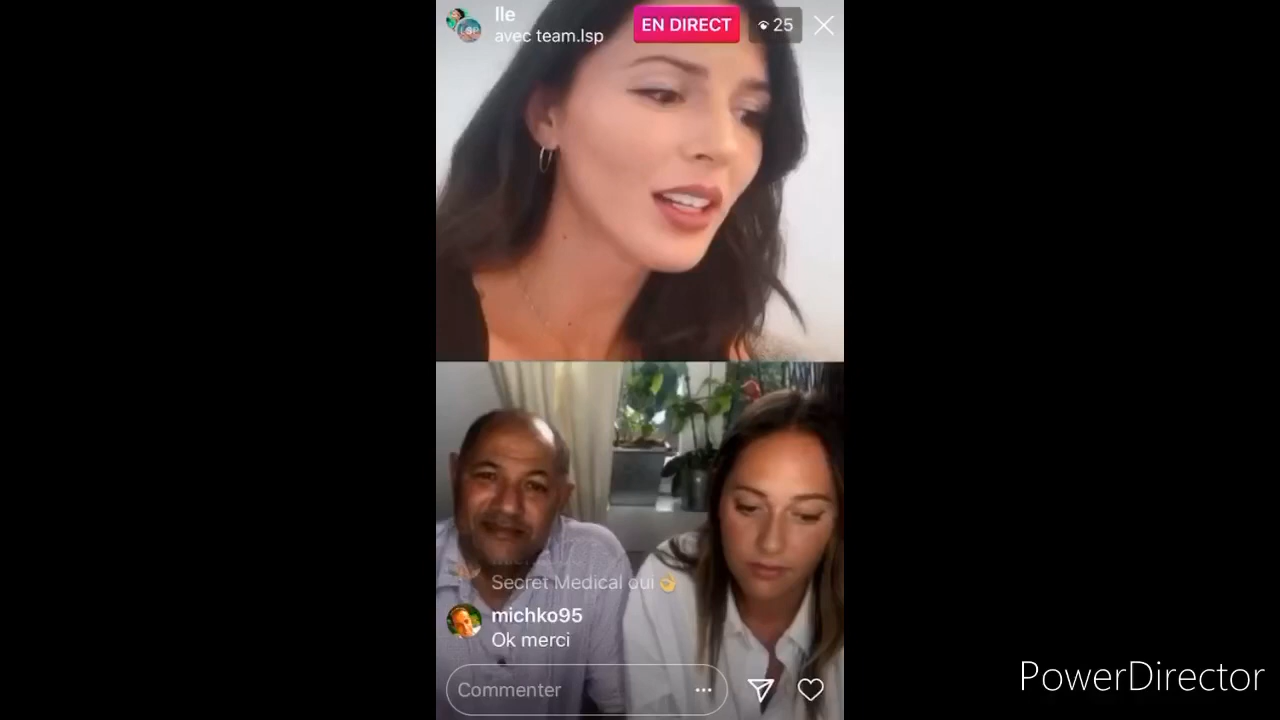 lle
avec team.lsp
EN DIRECT
25
Secret Medical oui👌
michko95
Ok merci
Commenter
PowerDirector